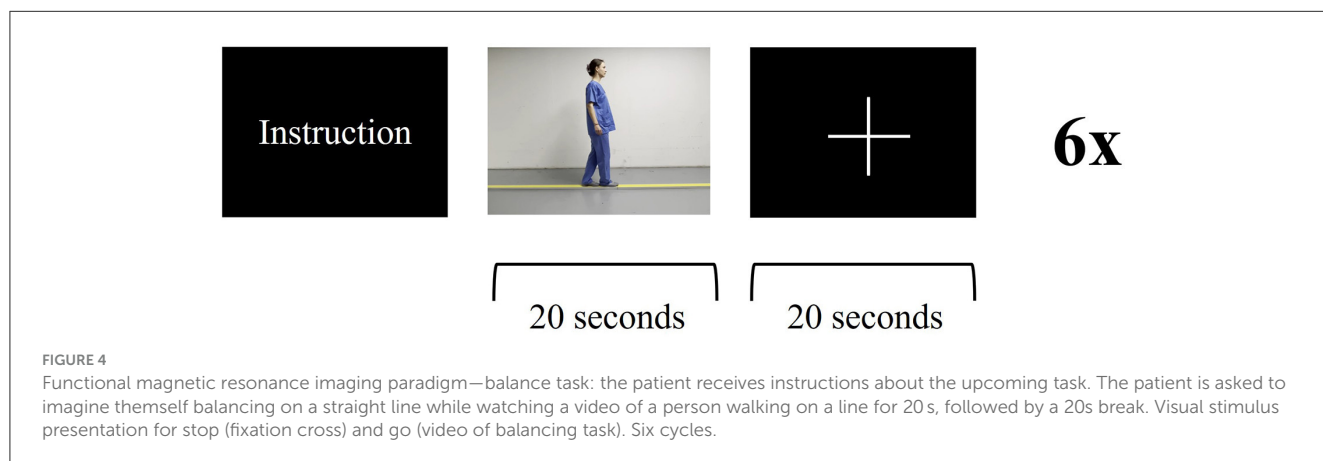 Instruction
6x
20 seconds
20 seconds
FIGURE 4
Functional magnetic resonance imaging paradigm—balance task: the patient receives instructions about the upcoming task. The patient is asked to
imagine themself balancing on a straight line while watching a video of a person walking on a line for 20 s, followed by a 20s break. Visual stimulus
presentation for stop (fixation cross) and go (video of balancing task). Six cycles.